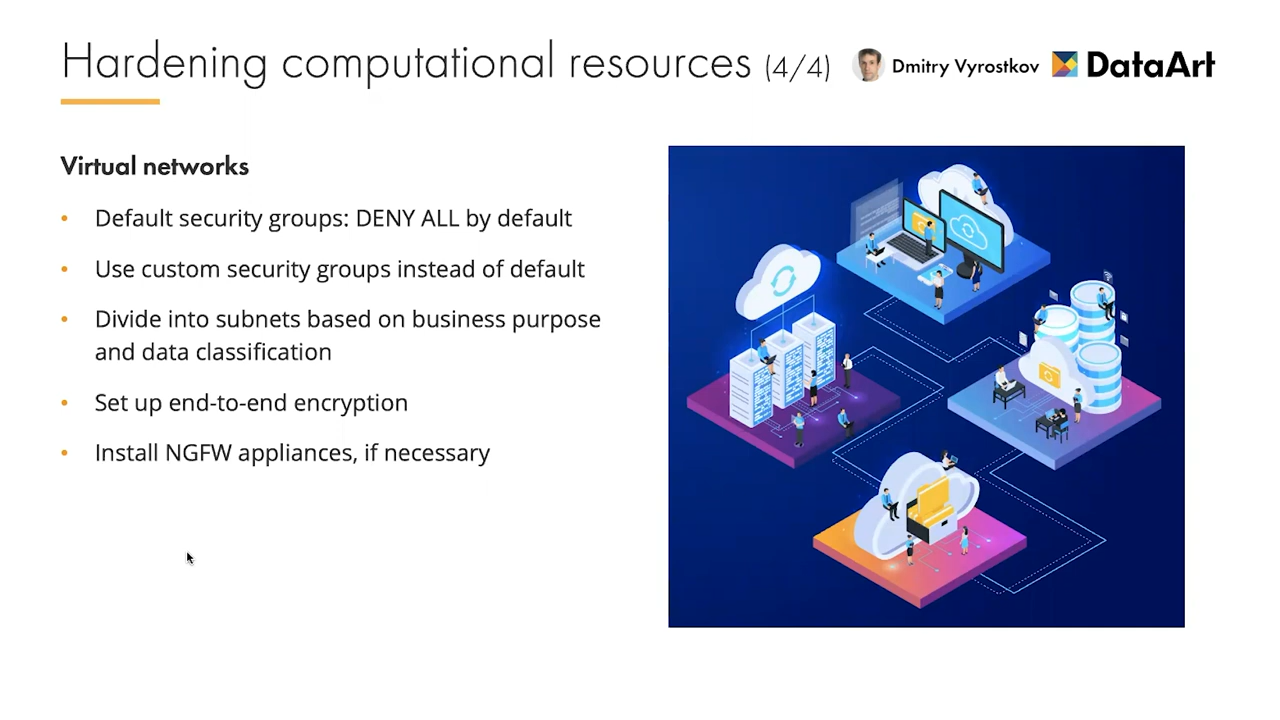 Hardening computational resources (4/4)
Dmitry Vyrostkov
DataArt
Virtual networks
• Default security groups: DENY ALL by default
• Use custom security groups instead of default
• Divide into subnets based on business purpose
and data classification
• Set up end-to-end encryption
• Install NGFW appliances, if necessary